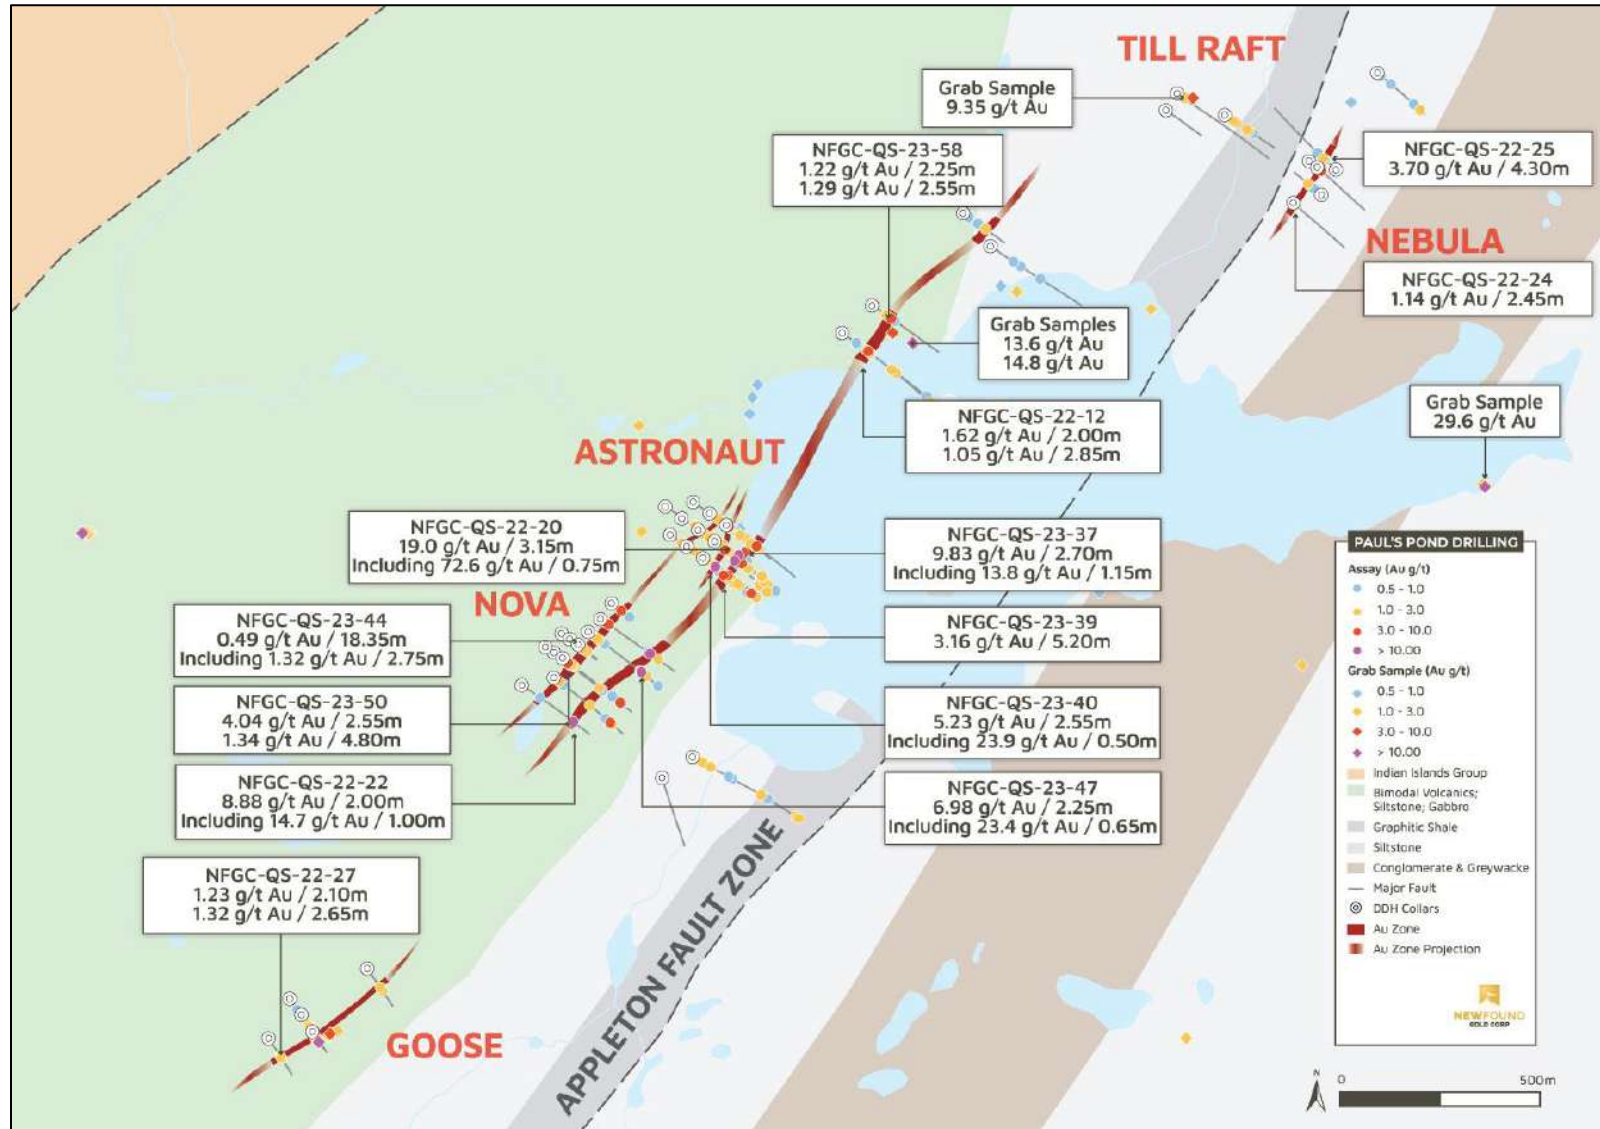 TILL RAFT
Grab Sample
9.35 g/t Au
NFGC-QS-23-58
1.22 g/t Au / 2.25m
1.29 g/t Au / 2.55m
NFGC-QS-22-25
3.70 g/t Au / 4.30m
NEBULA
NFGC-QS-22-24
1.14 g/t Au / 2.45m
Grab Samples
13.6 g/t Au
14.8 g/t Au
NFGC-QS-22-12
1.62 g/t Au / 2.00m
1.05 g/t Au / 2.85m
Grab Sample
29.6 g/t Au
ASTRONAUT
NFGC-QS-22-20
19.0 g/t Au / 3.15m
Including 72.6 g/t Au / 0.75m
NFGC-QS-23-37
9.83 g/t Au / 2.70m
Including 13.8 g/t Au / 1.15m
NOVA
NFGC-QS-23-44
0.49 g/t Au / 18.35m
Including 1.32 g/t Au / 2.75m
NFGC-QS-23-39
3.16 g/t Au / 5.20m
NFGC-QS-23-50
4.04 g/t Au / 2.55m
1.34 g/t Au / 4.80m
NFGC-QS-23-40
5.23 g/t Au / 2.55m
Including 23.9 g/t Au / 0.50m
NFGC-QS-22-22
8.88 g/t Au / 2.00m
Including 14.7 g/t Au / 1.00m
NFGC-QS-23-47
6.98 g/t Au / 2.25m
Including 23.4 g/t Au / 0.65m
NFGC-QS-22-27
1.23 g/t Au / 2.10m
1.32 g/t Au / 2.65m
GOOSE
APPLETON FAULT ZONE
PAUL'S POND DRILLING
Assay (Au g/t)
0.5 - 1.0
1.0 - 3.0
3.0 - 10.0
> 10.00
Grab Sample (Au g/t)
0.5 - 1.0
1.0 - 3.0
3.0 - 10.0
> 10.00
Indian Islands Group
Bimodal Volcanics;
Siltstone; Gabbro
Graphitic Shale
Siltstone
Conglomerate & Greywacke
Major Fault
DDH Collars
Au Zone
Au Zone Projection
NEWFOUND
GOLD CORP
N
0 500m